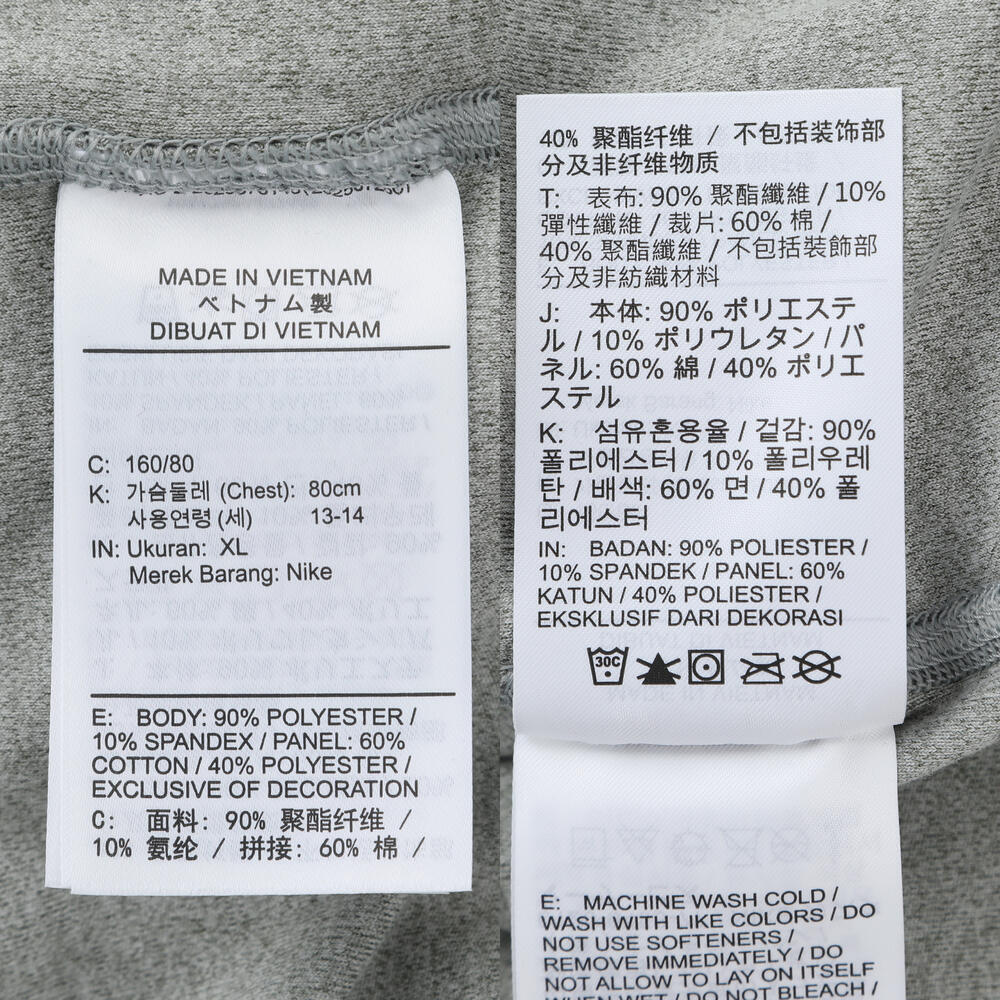 MADE IN VIETNAM
ベトナム製
DIBUAT DI VIETNAM
C: 160/80
K: 가슴둘레 (Chest): 80cm
사용연령 (세) 13-14
IN: Ukuran: XL
Merek Barang: Nike
E: BODY: 90% POLYESTER /
10% SPANDEX / PANEL: 60%
COTTON / 40% POLYESTER /
EXCLUSIVE OF DECORATION
C: 面料: 90% 聚酯纤维 /
10% 氨纶 / 拼接: 60% 棉 /
40% 聚酯纤维 / 不包括装饰部
分及非纤维物质
T: 表布: 90% 聚酯纖維 / 10%
彈性纖維 / 裁片: 60% 棉 /
40% 聚酯纖維 / 不包括裝飾部
分及非紡織材料
J: 本体: 90% ポリエステ
ル / 10% ポリウレタン / パ
ネル: 60% 綿 / 40% ポリエ
ステル
K: 섬유혼용율 / 겉감: 90%
폴리에스터 / 10% 폴리우레
탄 / 배색: 60% 면 / 40% 폴
리에스터
IN: BADAN: 90% POLIESTER /
10% SPANDEK / PANEL: 60%
KATUN / 40% POLIESTER /
EKSKLUSIF DARI DEKORASI
30C
E: MACHINE WASH COLD /
WASH WITH LIKE COLORS / DO
NOT USE SOFTENERS /
REMOVE IMMEDIATELY / DO
NOT ALLOW TO LAY ON ITSELF
WHEN WET / DO NOT BLEACH /